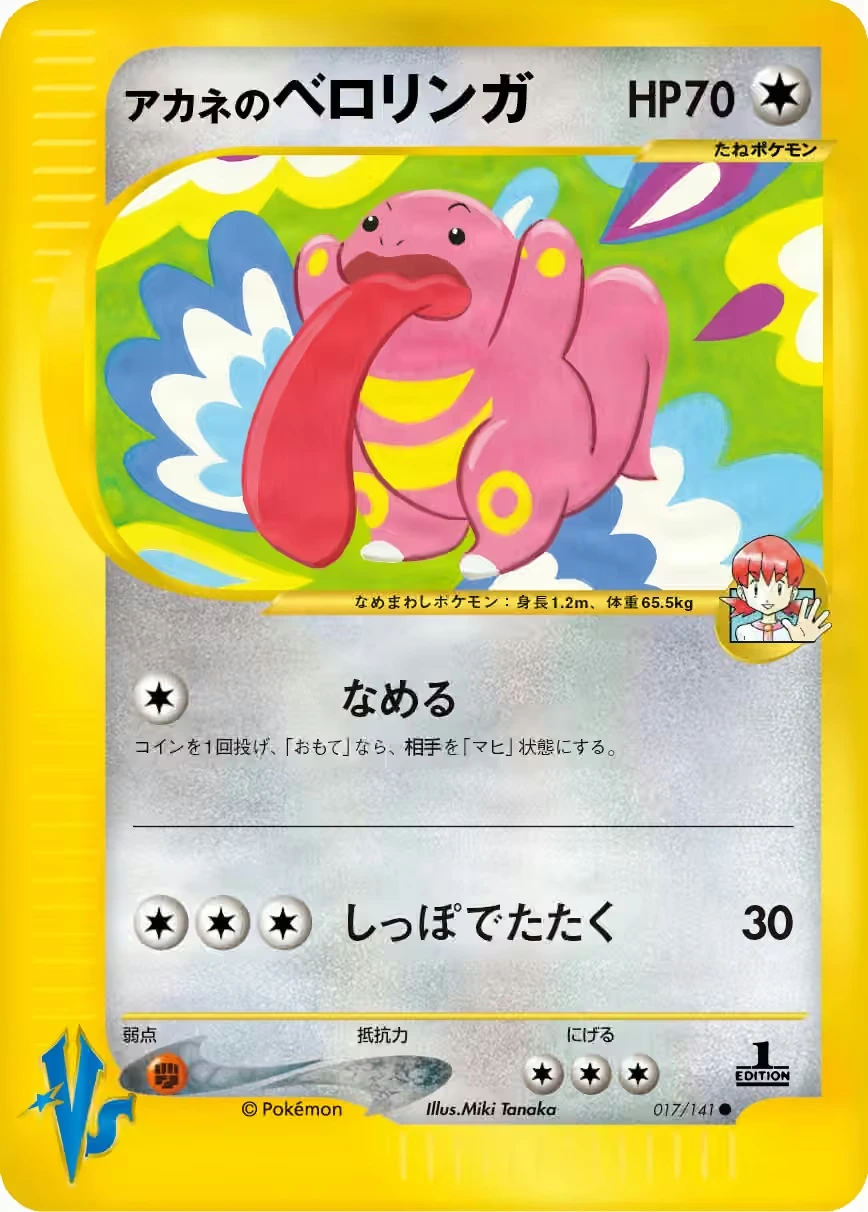 アカネのベロリンガ HP70
たねポケモン
なめまわしポケモン：身長1.2m、体重65.5kg
なめる
コインを1回投げ、「おもて」なら、相手を「マヒ」状態にする。
しっぽでたたく 30
弱点 抵抗力 にげる
1
EDITION
VS
© Pokémon Illus.Miki Tanaka 017/141 ●